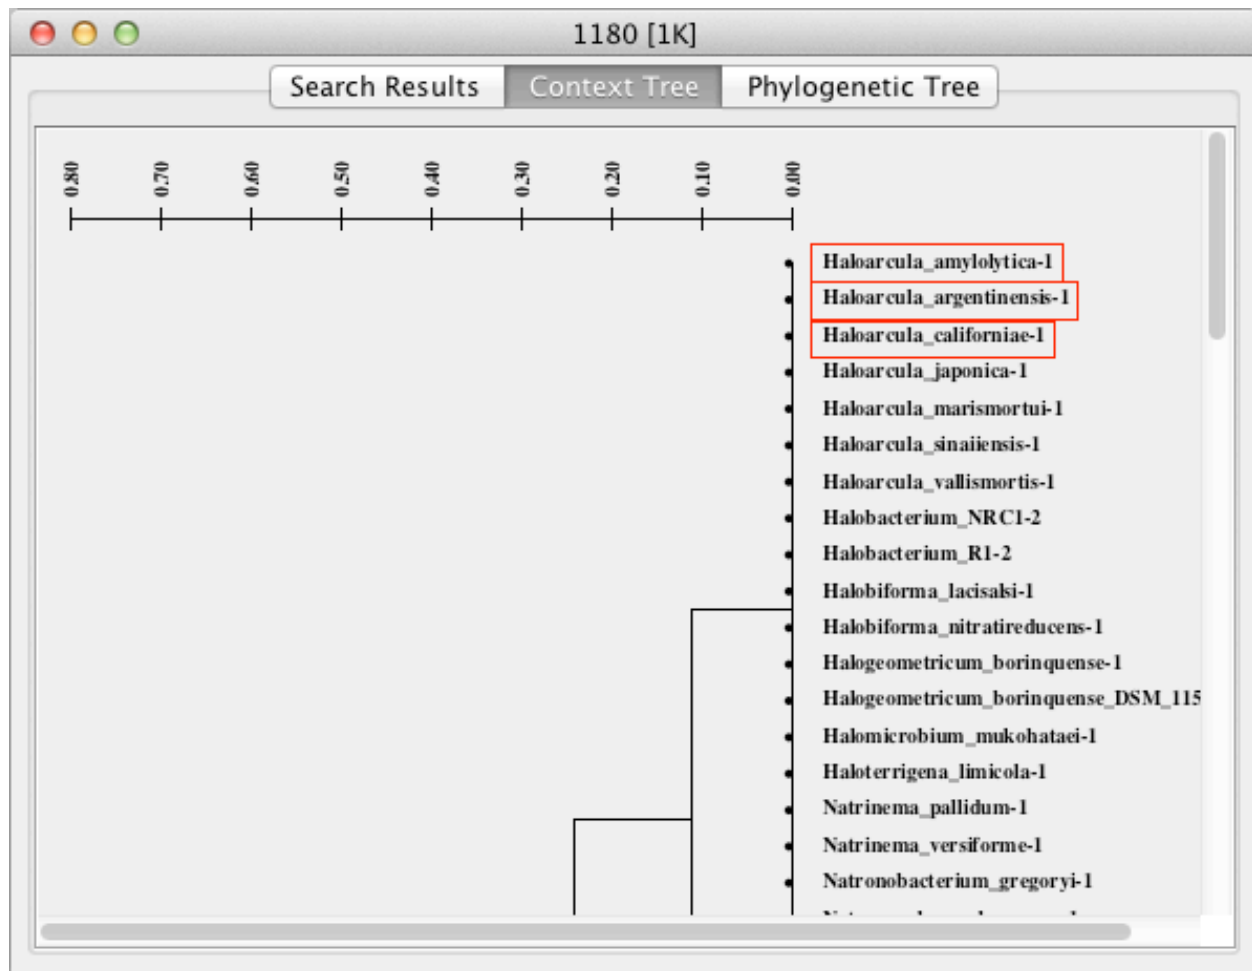 1180 [1K]
Search Results Context Tree Phylogenetic Tree
0.80 0.70 0.60 0.50 0.40 0.30 0.20 0.10 0.00
Haloarcula_amylolytica-1
Haloarcula_argentinensis-1
Haloarcula_californiae-1
Haloarcula_japonica-1
Haloarcula_marismortui-1
Haloarcula_sinaiiensis-1
Haloarcula_vallismortis-1
Halobacterium_NRC1-2
Halobacterium_R1-2
Halobiforma_lacisalsi-1
Halobiforma_nitratireducens-1
Halogeometricum_borinquense-1
Halogeometricum_borinquense_DSM_115
Halomicrobium_mukohataei-1
Haloterrigena_limicola-1
Natrinema_pallidum-1
Natrinema_versiforme-1
Natronobacterium_gregoryi-1